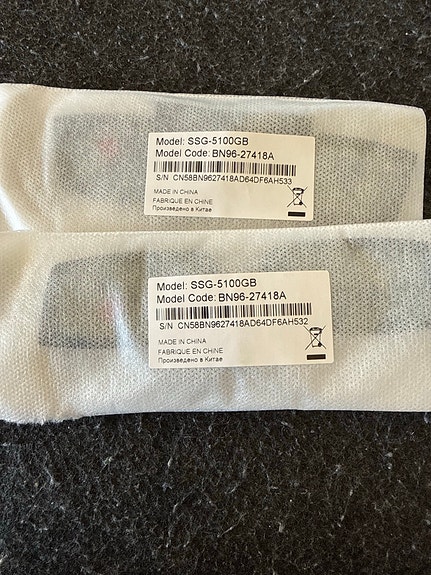 Model: SSG-5100GB
Model Code: BN96-27418A
S/N CN58BN9627418AD64DF6AH533
MADE IN CHINA
FABRIQUE EN CHINE
Произведено в Китае
Model: SSG-5100GB
Model Code: BN96-27418A
S/N CN58BN9627418AD64DF6AH532
MADE IN CHINA
FABRIQUE EN CHINE
Произведено в Китае